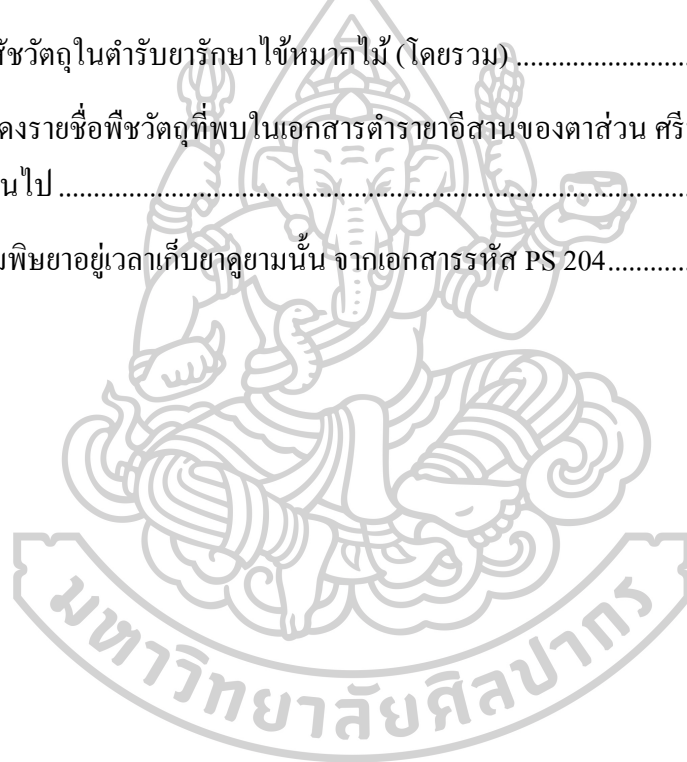 สัชวัตถุในตำรับยารักษาไข้หมากไม้ (โดยรวม) ..........................
คงรายชื่อพืชวัตถุที่พบในเอกสารตำรายาอีสานของตาส่วน ศรี
นไป ..........................................................................................
มพิษยาอยู่เวลาเก็บยาดูยามนั้น จากเอกสารรหัส PS 204.............
มหาวิทยาลัยศิลปากร